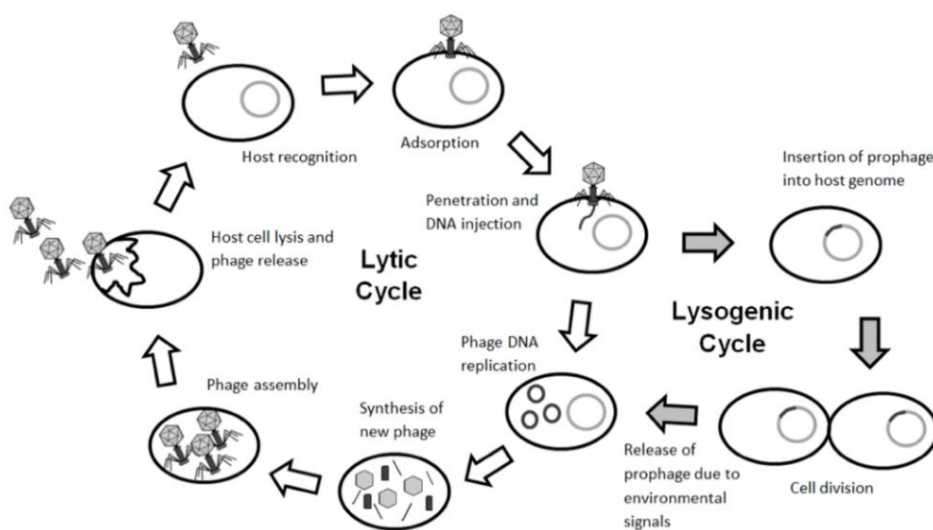 Host recognition
Adsorption
Penetration and
DNA injection
Insertion of prophage
into host genome
Host cell lysis and
phage release
Lytic
Cycle
Lysogenic
Cycle
Phage DNA
replication
Phage assembly
Synthesis of
new phage
Release of
prophage due to
environmental
signals
Cell division